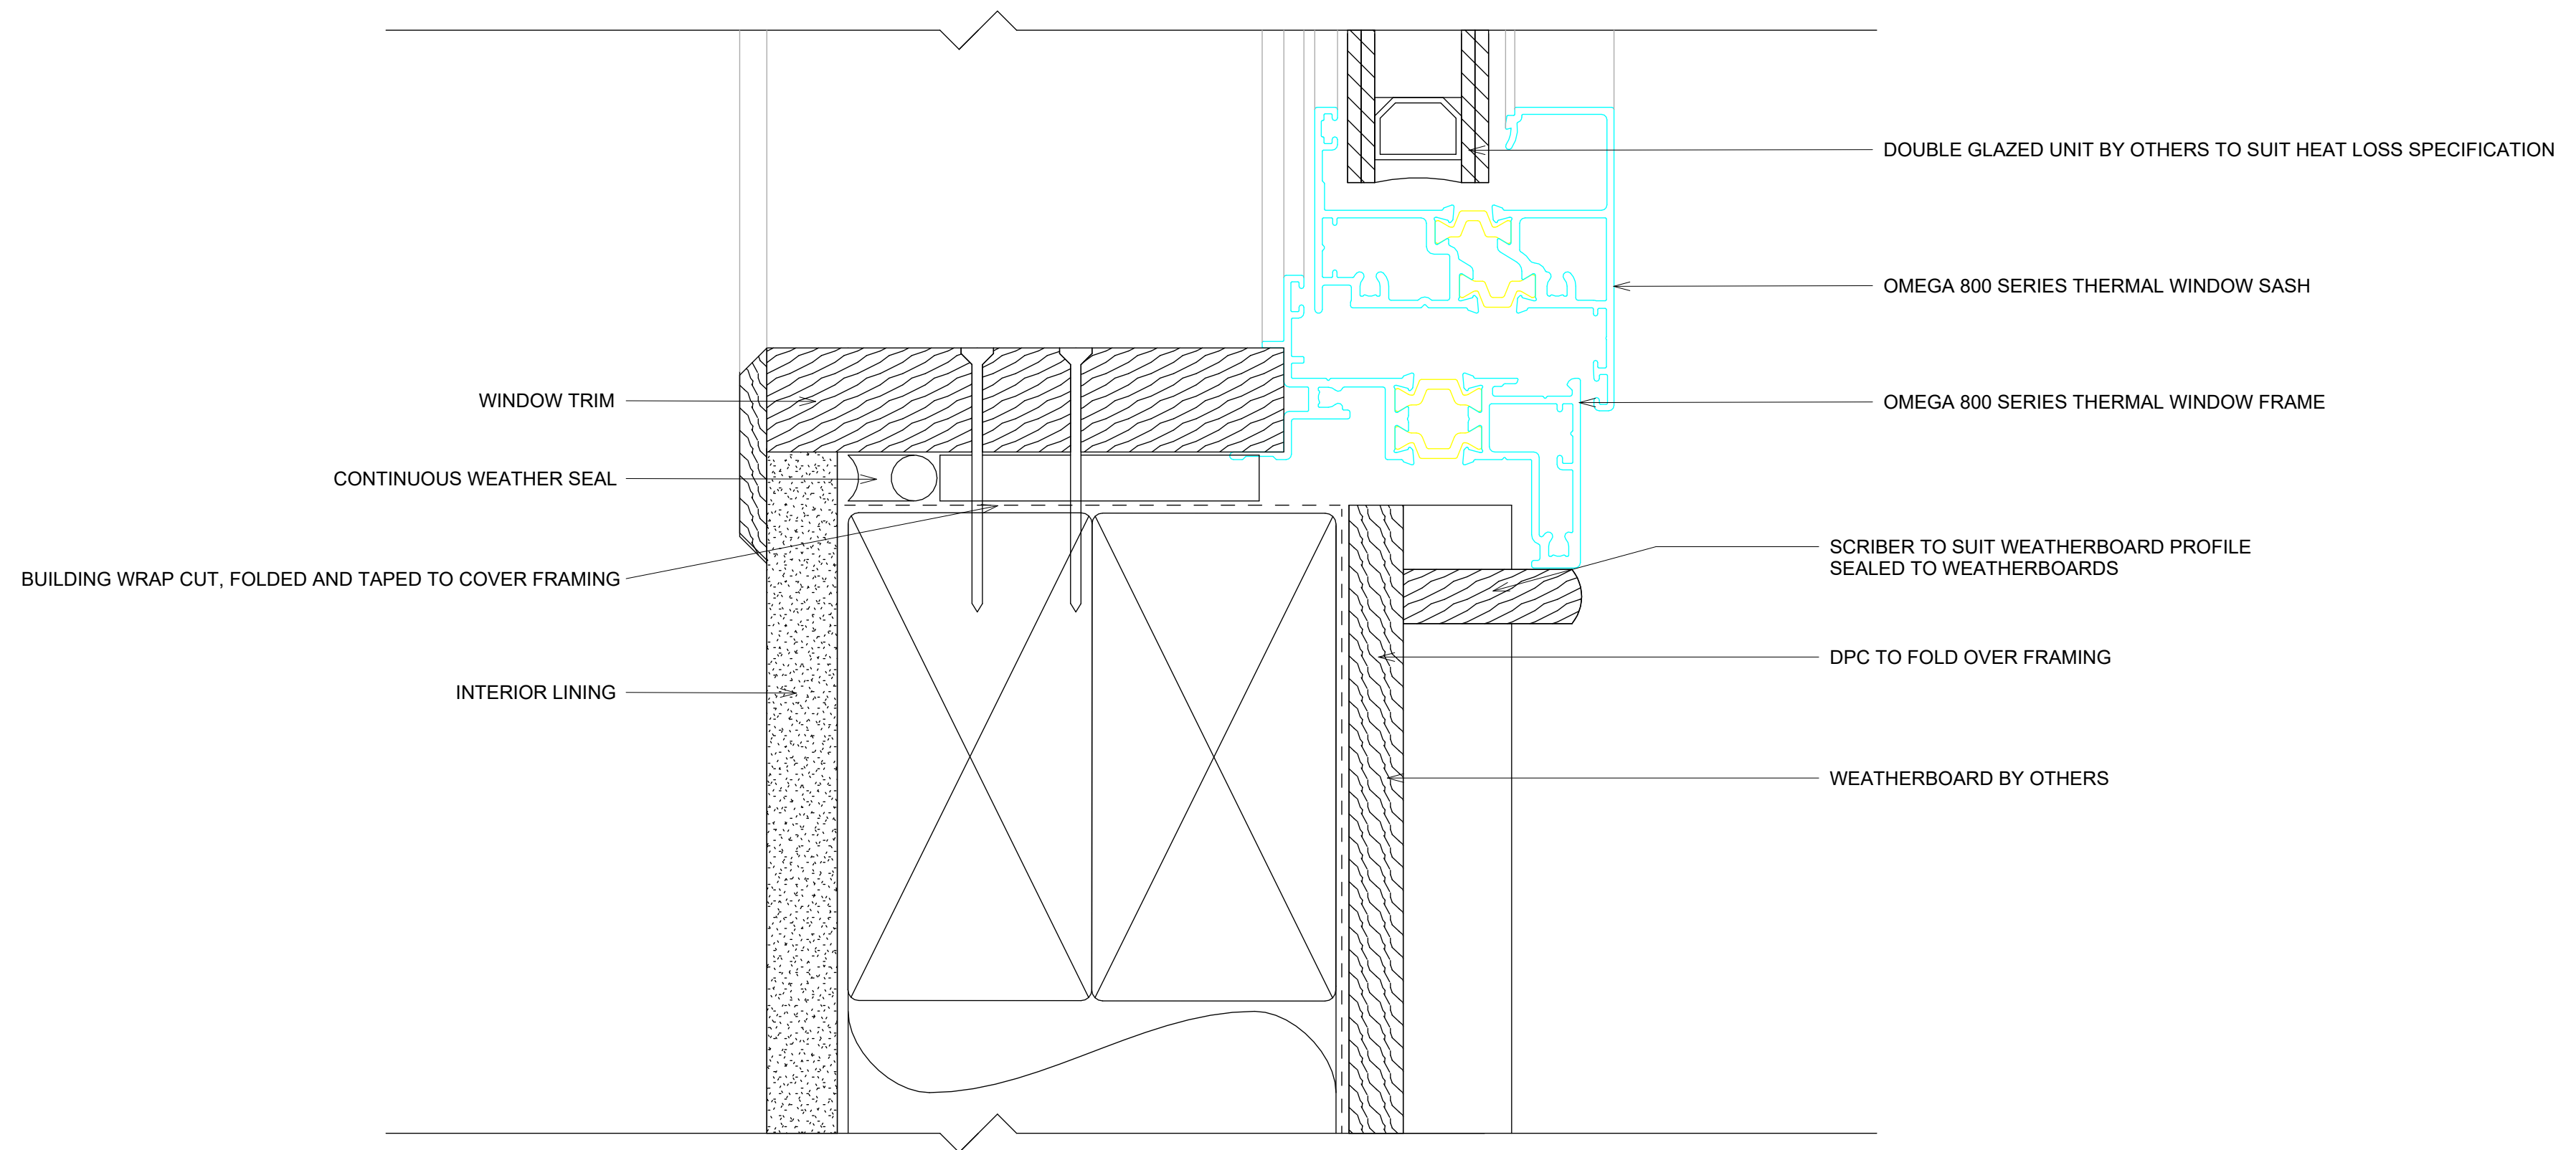 DOUBLE GLAZED UNIT BY OTHERS TO SUIT HEAT LOSS SPECIFICATION
OMEGA 800 SERIES THERMAL WINDOW SASH
WINDOW TRIM
OMEGA 800 SERIES THERMAL WINDOW FRAME
CONTINUOUS WEATHER SEAL
SCRIBER TO SUIT WEATHERBOARD PROFILE
SEALED TO WEATHERBOARDS
BUILDING WRAP CUT, FOLDED AND TAPED TO COVER FRAMING
DPC TO FOLD OVER FRAMING
INTERIOR LINING
WEATHERBOARD BY OTHERS